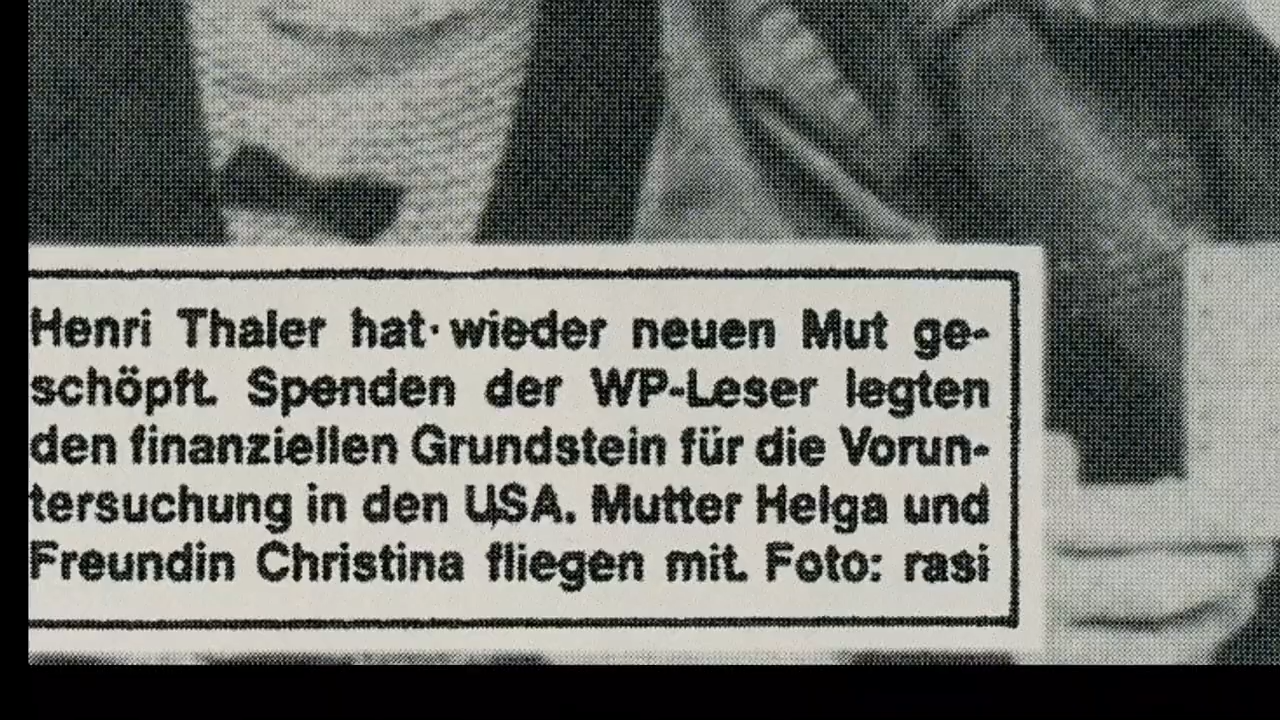 Henri Thaler hat wieder neuen Mut ge-
schöpft. Spenden der WP-Leser legten
den finanziellen Grundstein für die Vorun-
tersuchung in den USA. Mutter Helga und
Freundin Christina fliegen mit. Foto: rasi